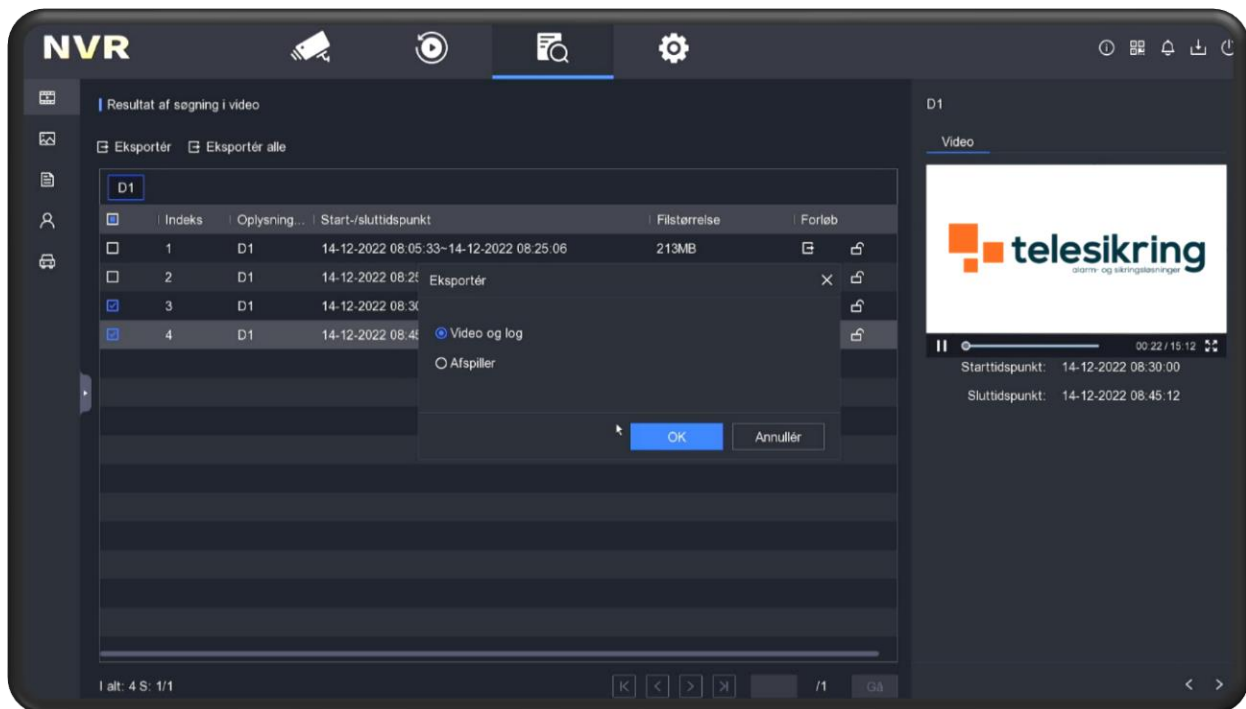 NVR
Resultat af søgning i video
Eksportér Eksportér alle
D1
Indeks Oplysning... Start-/sluttidspunkt Filstørrelse Forløb
1 D1 14-12-2022 08:05:33~14-12-2022 08:25:06 213MB
2 D1 14-12-2022 08:25
3 D1 14-12-2022 08:30
4 D1 14-12-2022 08:45
Eksportér
Video og log
Afspiller
OK Annullér
I alt: 4 S: 1/1
/1 Gå
D1
Video
telesikring
alarm- og sikringsløsninger
00:22 / 15:12
Starttidspunkt: 14-12-2022 08:30:00
Sluttidspunkt: 14-12-2022 08:45:12